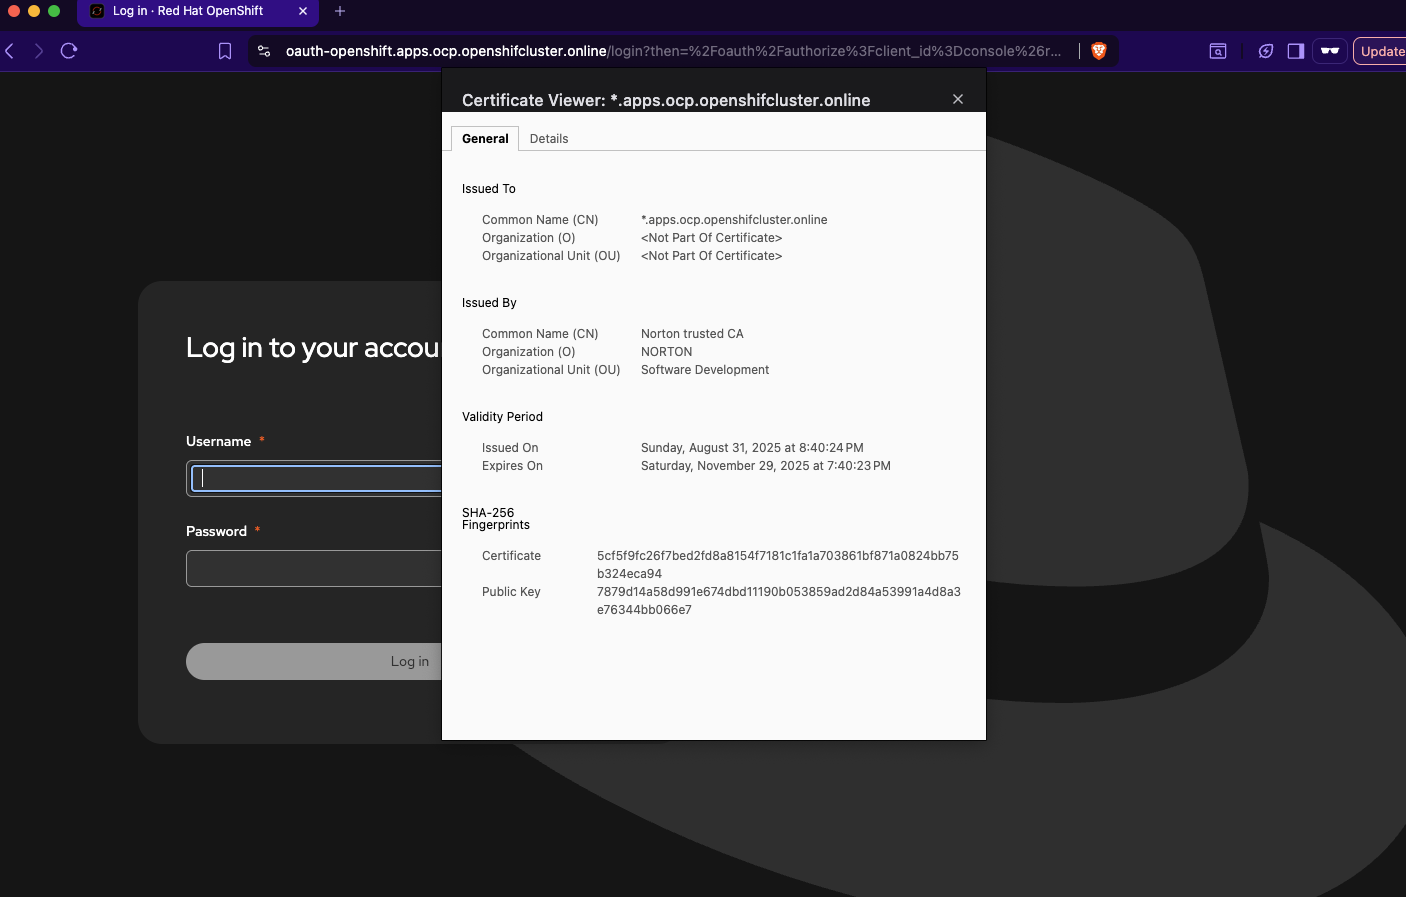 Log in · Red Hat OpenShift
oauth-openshift.apps.ocp.openshifcluster.online/login?then=%2Foauth%2Fauthorize%3Fclient_id%3Dconsole%26r...
Update
Certificate Viewer: *.apps.ocp.openshifcluster.online
General Details
Issued To
Common Name (CN) *.apps.ocp.openshifcluster.online
Organization (O) <Not Part Of Certificate>
Organizational Unit (OU) <Not Part Of Certificate>
Issued By
Common Name (CN) Norton trusted CA
Organization (O) NORTON
Organizational Unit (OU) Software Development
Validity Period
Issued On Sunday, August 31, 2025 at 8:40:24 PM
Expires On Saturday, November 29, 2025 at 7:40:23 PM
SHA-256
Fingerprints
Certificate 5cf5f9fc26f7bed2fd8a8154f7181c1fa1a703861bf871a0824bb75
b324eca94
Public Key 7879d14a58d991e674dbd11190b053859ad2d84a53991a4d8a3
e76344bb066e7
Log in to your accou
Username *
Password *
Log in